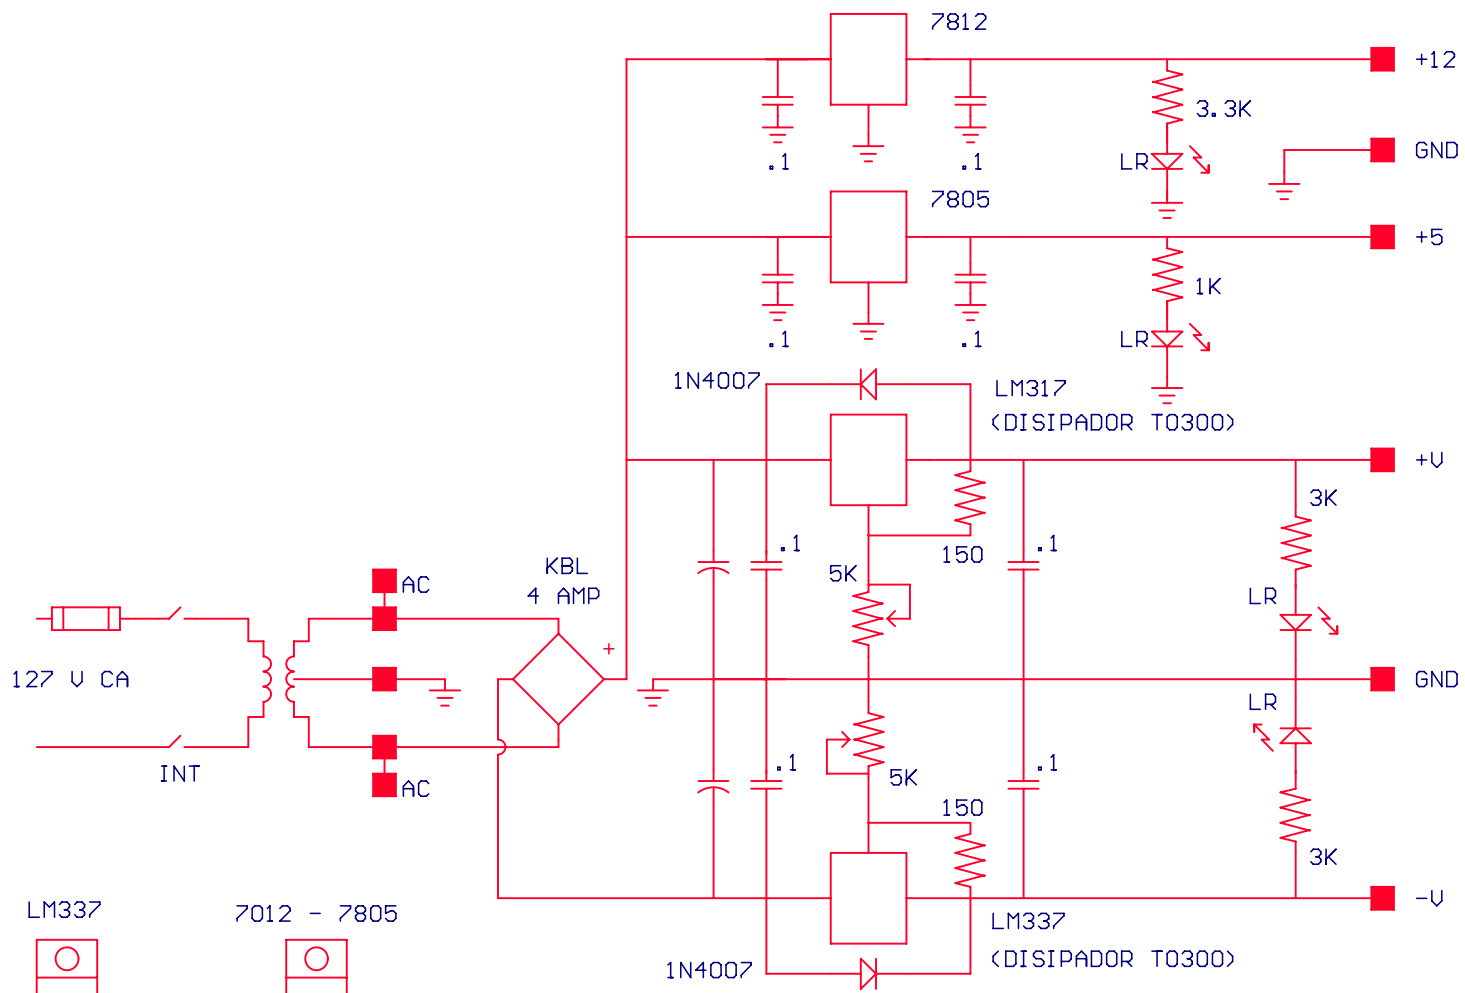 7812
+12
3.3K
GND
LR
.1
.1
7805
+5
1K
LR
.1
.1
1N4007
LM317
(DISIPADOR TO300)
+V
3K
.1
150
.1
KBL
4 AMP
5K
AC
LR
+
127 V CA
GND
LR
INT
AC
.1
5K
.1
150
3K
LM337
7012 - 7805
-V
LM337
(DISIPADOR TO300)
1N4007